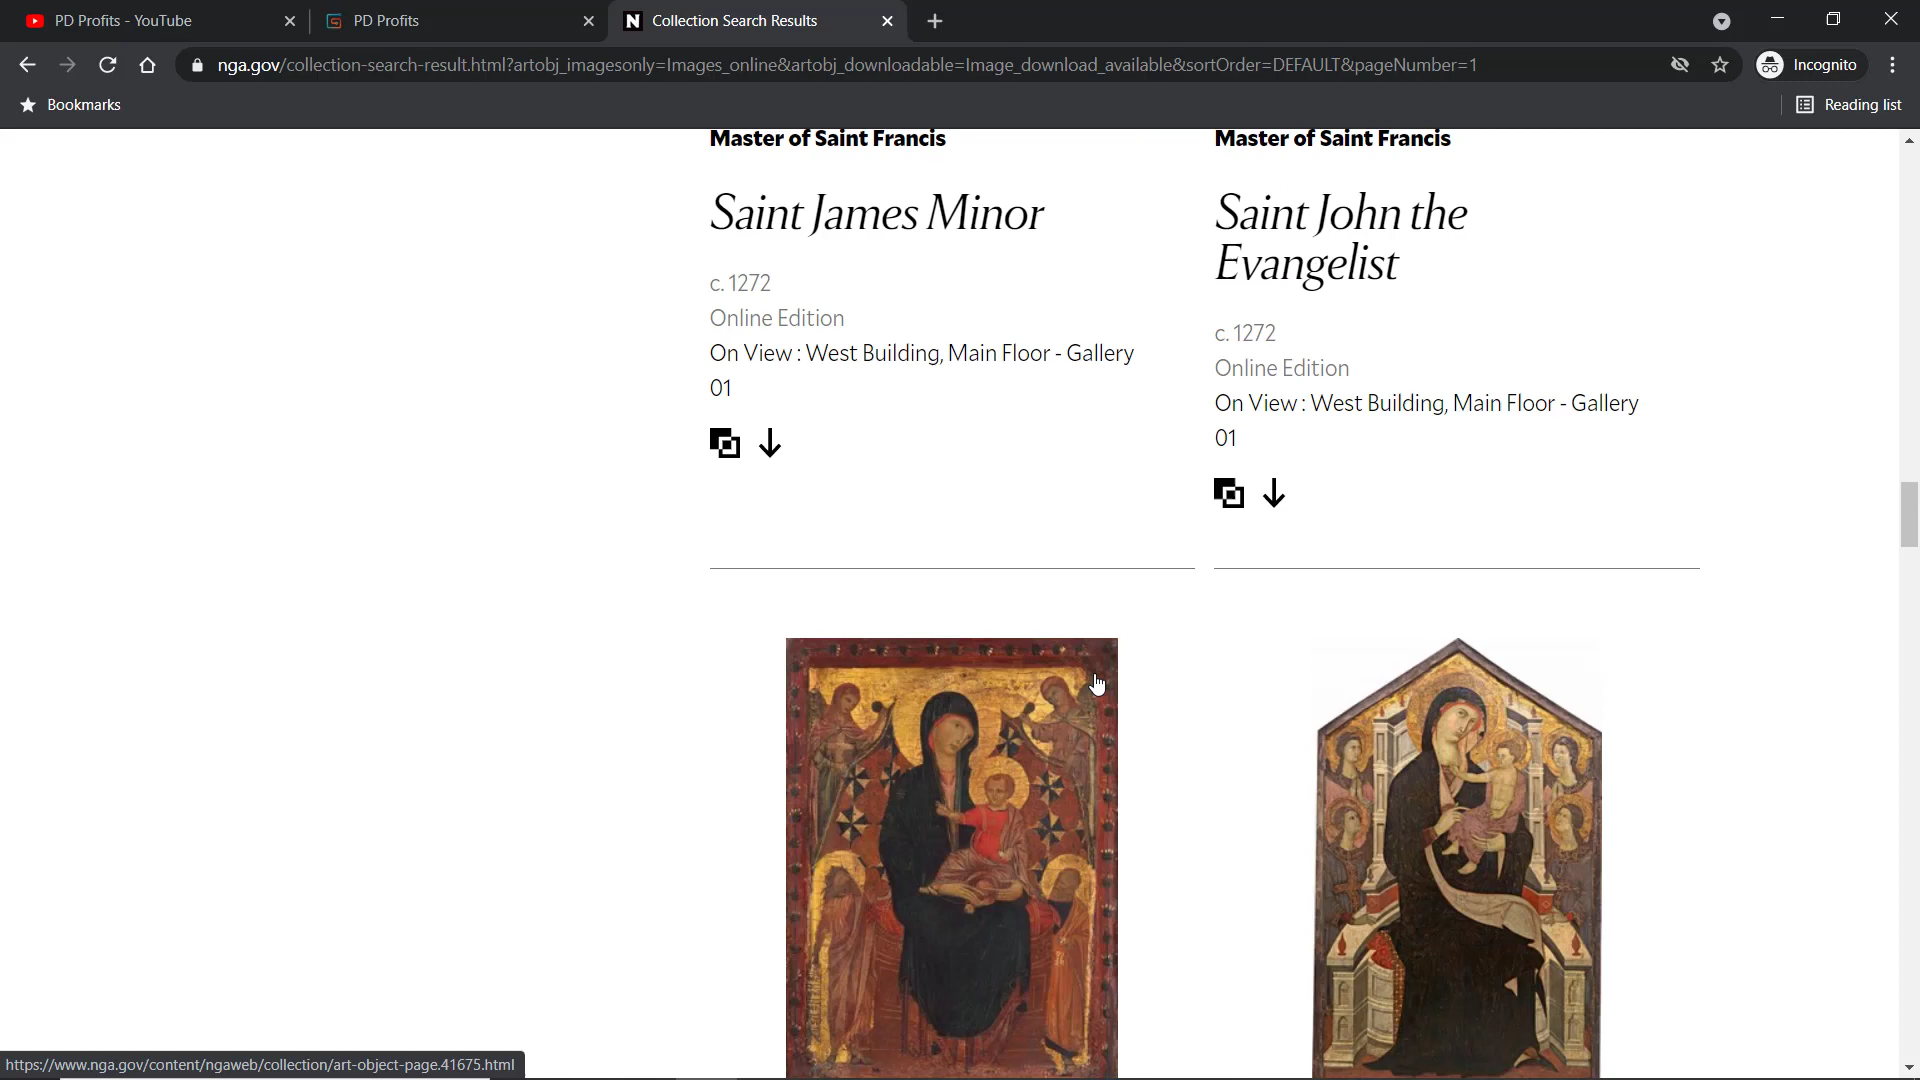 PD Profits - YouTube
PD Profits
Collection Search Results
nga.gov/collection-search-result.html?artobj_imagesonly=Images_online&artobj_downloadable=Image_download_available&sortOrder=DEFAULT&pageNumber=1
Incognito
Bookmarks
Reading list
Master of Saint Francis
Saint James Minor
c. 1272
Online Edition
On View : West Building, Main Floor - Gallery
01
Master of Saint Francis
Saint John the
Evangelist
c. 1272
Online Edition
On View : West Building, Main Floor - Gallery
01
https://www.nga.gov/content/ngaweb/collection/art-object-page.41675.html